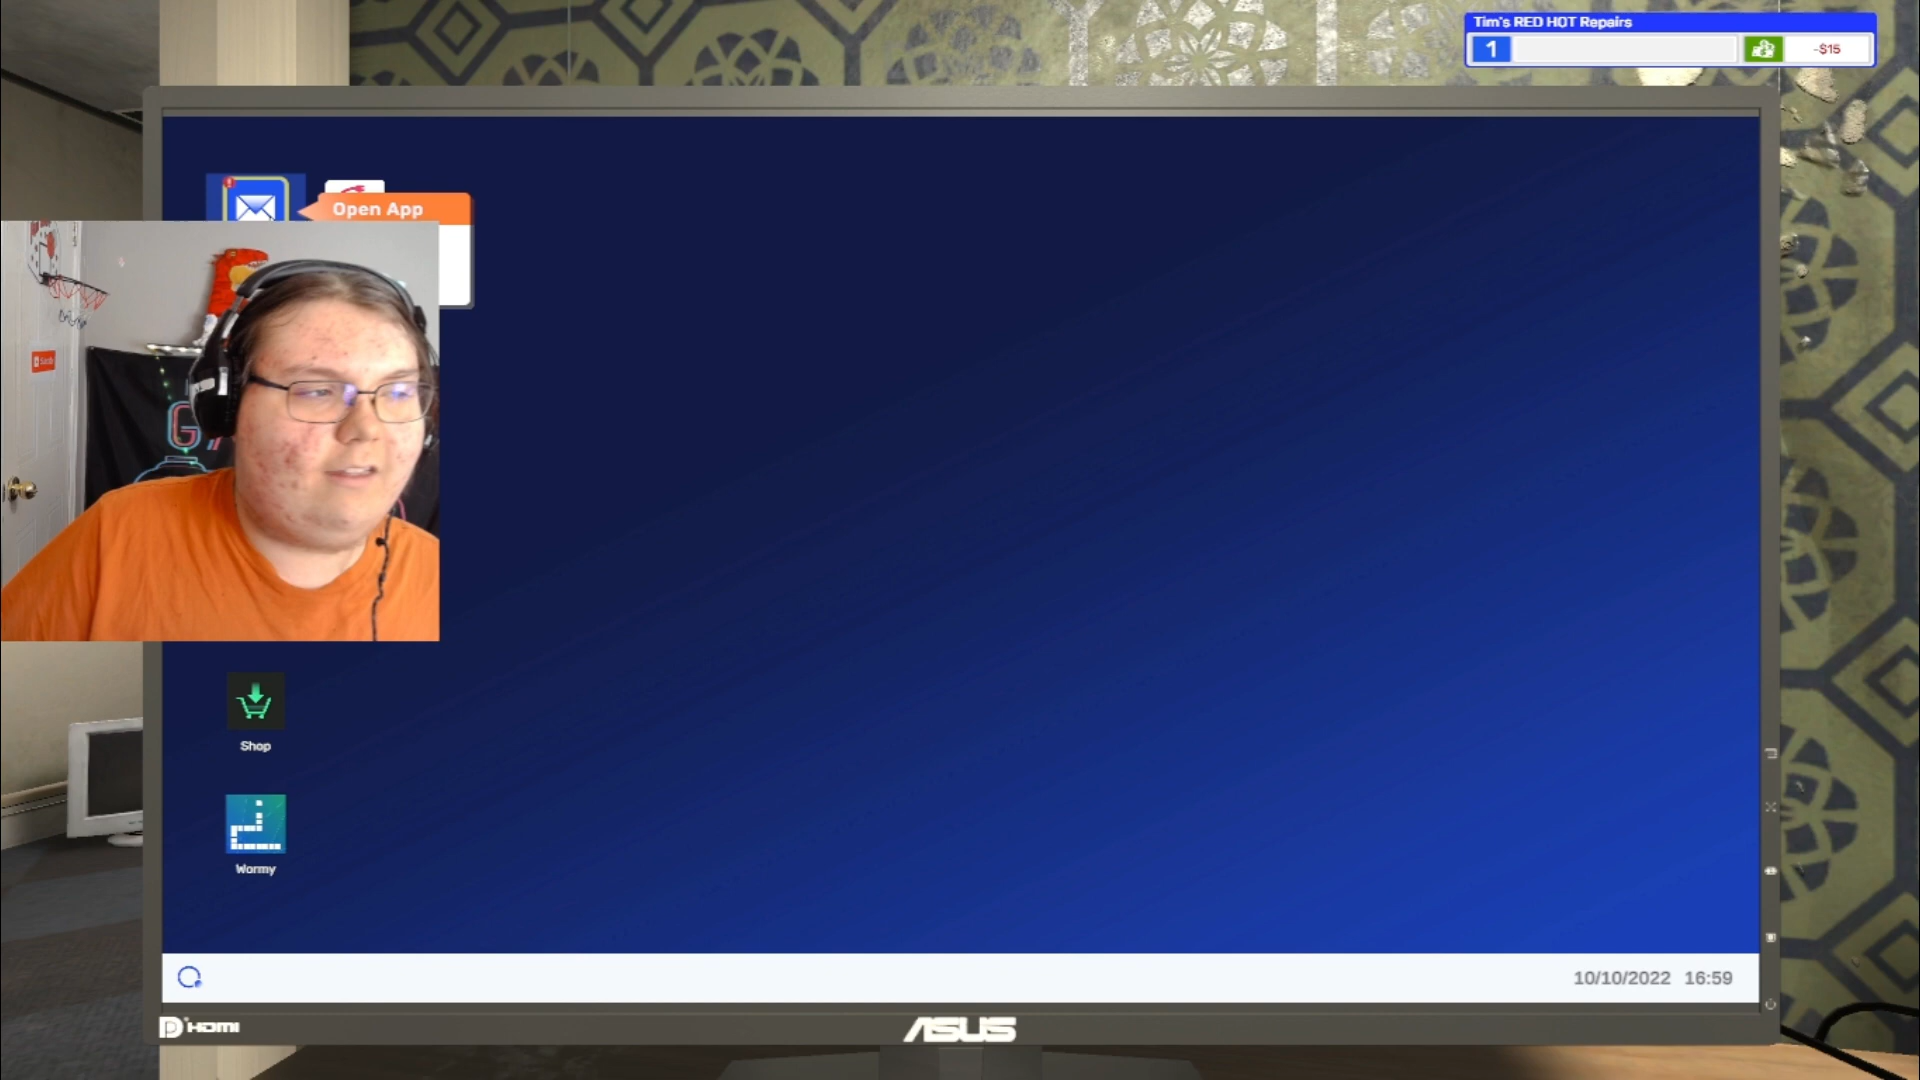 Tim's RED HOT Repairs
1
-$15
Open App
Shop
Wormy
10/10/2022 16:59
HDMI
ASUS